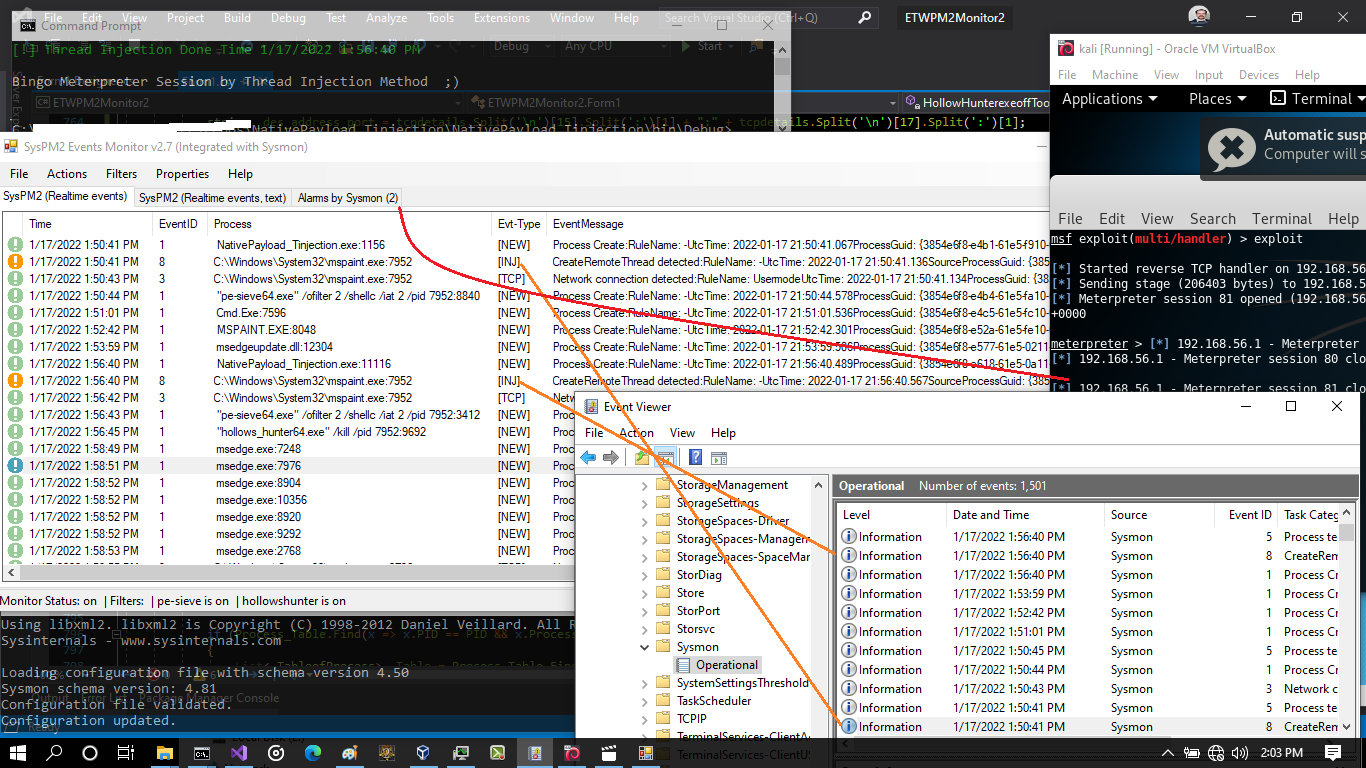 File Edit View Project Build Debug Test Analyze Tools Extensions Window Help Search Visual Studio (Ctrl+Q) ETWPM2Monitor2
Command Prompt
[!] Thread Injection Done Time 1/17/2022 1:56:40 PM
Debug Any CPU Start
Bingo Meterpreter Session by Thread Injection Method ;)
ETWPM2Monitor2 ETWPM2Monitor2.Form1
\NativePayload_Tinjection\NativePayload_Tinjection\bin\Debug>
des_address_port = tcpdetails.Split('\n')[15].Split(':')[1] + ":" + tcpdetails.Split('\n')[17].Split(':')[1];
SysPM2 Events Monitor v2.7 (Integrated with Sysmon)
File Actions Filters Properties Help
SysPM2 (Realtime events) SysPM2 (Realtime events, text) Alarms by Sysmon (2)
Time EventID Process Evt-Type EventMessage
1/17/2022 1:50:41 PM 1 NativePayload_Tinjection.exe:1156 [NEW] Process Create:RuleName: -UtcTime: 2022-01-17 21:50:41.067ProcessGuid: {3854e6f8-e4b1-61e5-f910-
1/17/2022 1:50:41 PM 8 C:\Windows\System32\mspaint.exe:7952 [INJ] CreateRemoteThread detected:RuleName: -UtcTime: 2022-01-17 21:50:41.136SourceProcessGuid: {385
1/17/2022 1:50:43 PM 3 C:\Windows\System32\mspaint.exe:7952 [TCP] Network connection detected:RuleName: UsermodeUtcTime: 2022-01-17 21:50:41.134ProcessGuid: {3854
1/17/2022 1:50:44 PM 1 "pe-sieve64.exe" /ofilter 2 /shellc /iat 2 /pid 7952:8840 [NEW] Process Create:RuleName: -UtcTime: 2022-01-17 21:50:44.578ProcessGuid: {3854e6f8-e4b4-61e5-fa10-
1/17/2022 1:51:01 PM 1 Cmd.Exe:7596 [NEW] Process Create:RuleName: -UtcTime: 2022-01-17 21:51:01.536ProcessGuid: {3854e6f8-e4c5-61e5-fc10-
1/17/2022 1:52:42 PM 1 MSPAINT.EXE:8048 [NEW] Process Create:RuleName: -UtcTime: 2022-01-17 21:52:42.301ProcessGuid: {3854e6f8-e52a-61e5-fe10-
1/17/2022 1:53:59 PM 1 msedgeupdate.dll:12304 [NEW] Process Create:RuleName: -UtcTime: 2022-01-17 21:53:59.506ProcessGuid: {3854e6f8-e577-61e5-0211-
1/17/2022 1:56:40 PM 1 NativePayload_Tinjection.exe:11116 [NEW] Process Create:RuleName: -UtcTime: 2022-01-17 21:56:40.489ProcessGuid: {3854e6f8-e618-61e5-0a11-
1/17/2022 1:56:40 PM 8 C:\Windows\System32\mspaint.exe:7952 [INJ] CreateRemoteThread detected:RuleName: -UtcTime: 2022-01-17 21:56:40.567SourceProcessGuid: {385
1/17/2022 1:56:42 PM 3 C:\Windows\System32\mspaint.exe:7952 [TCP] Netw
1/17/2022 1:56:43 PM 1 "pe-sieve64.exe" /ofilter 2 /shellc /iat 2 /pid 7952:3412 [NEW] Proc
1/17/2022 1:56:45 PM 1 "hollows_hunter64.exe" /kill /pid 7952:9692 [NEW] Proc
1/17/2022 1:58:49 PM 1 msedge.exe:7248 [NEW] Proc
1/17/2022 1:58:51 PM 1 msedge.exe:7976 [NEW] Proc
1/17/2022 1:58:52 PM 1 msedge.exe:8904 [NEW] Proc
1/17/2022 1:58:52 PM 1 msedge.exe:10356 [NEW] Proc
1/17/2022 1:58:52 PM 1 msedge.exe:8920 [NEW] Proc
1/17/2022 1:58:52 PM 1 msedge.exe:9292 [NEW] Proc
1/17/2022 1:58:53 PM 1 msedge.exe:2768 [NEW] Proc
Monitor Status: on | Filters: | pe-sieve is on | hollowshunter is on
Using libxml2. libxml2 is Copyright (C) 1998-2012 Daniel Veillard. All R
Sysinternals - www.sysinternals.com
Loading configuration file with schema version 4.50
Sysmon schema version: 4.81
Configuration file validated.
Configuration updated.
kali [Running] - Oracle VM VirtualBox
File Machine View Input Devices Help
Applications Places Terminal
Automatic susp
Computer will s
File Edit View Search Terminal Help
msf exploit(multi/handler) > exploit
[*] Started reverse TCP handler on 192.168.56
[*] Sending stage (206403 bytes) to 192.168.5
[*] Meterpreter session 81 opened (192.168.56
+0000
meterpreter > [*] 192.168.56.1 - Meterpreter
[*] 192.168.56.1 - Meterpreter session 80 clo
[*] 192.168.56.1 - Meterpreter session 81 clo
Event Viewer
File Action View Help
StorageManagement
StorageSettings
StorageSpaces-Driver
StorageSpaces-Managem
StorageSpaces-SpaceMar
StorDiag
Store
StorPort
Storsvc
Sysmon
Operational
SystemSettingsThreshold
TaskScheduler
TCPIP
TerminalServices-ClientAu
TerminalServices-ClientUS
Operational Number of events: 1,501
Level Date and Time Source Event ID Task Categ
Information 1/17/2022 1:56:40 PM Sysmon 5 Process te
Information 1/17/2022 1:56:40 PM Sysmon 8 CreateRem
Information 1/17/2022 1:56:40 PM Sysmon 1 Process Cr
Information 1/17/2022 1:53:59 PM Sysmon 1 Process Cr
Information 1/17/2022 1:52:42 PM Sysmon 1 Process Cr
Information 1/17/2022 1:51:01 PM Sysmon 1 Process Cr
Information 1/17/2022 1:50:45 PM Sysmon 5 Process te
Information 1/17/2022 1:50:44 PM Sysmon 1 Process Cr
Information 1/17/2022 1:50:43 PM Sysmon 3 Network c
Information 1/17/2022 1:50:41 PM Sysmon 5 Process te
Information 1/17/2022 1:50:41 PM Sysmon 8 CreateRem
2:03 PM